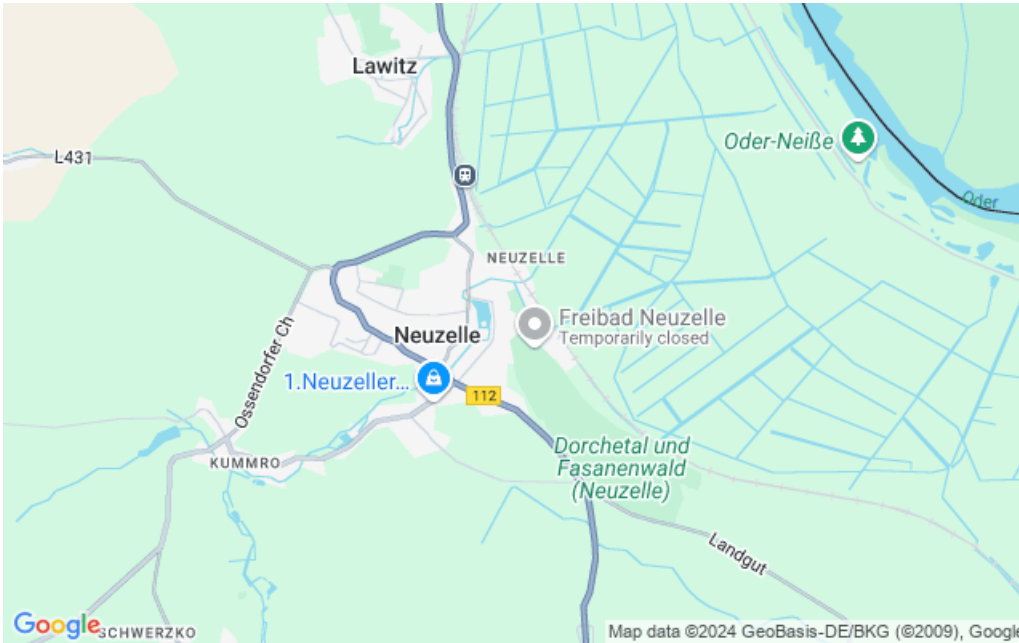 Lawitz
Oder-Neiße
L431
Oder
NEUZELLE
Freibad Neuzelle
Temporarily closed
Neuzelle
1.Neuzeller...
112
Ossendorfer Ch
Dorchetal und
Fasanenwald
(Neuzelle)
KUMMRO
Landgut
Google
SCHWERZKO
Map data ©2024 GeoBasis-DE/BKG (©2009), Google